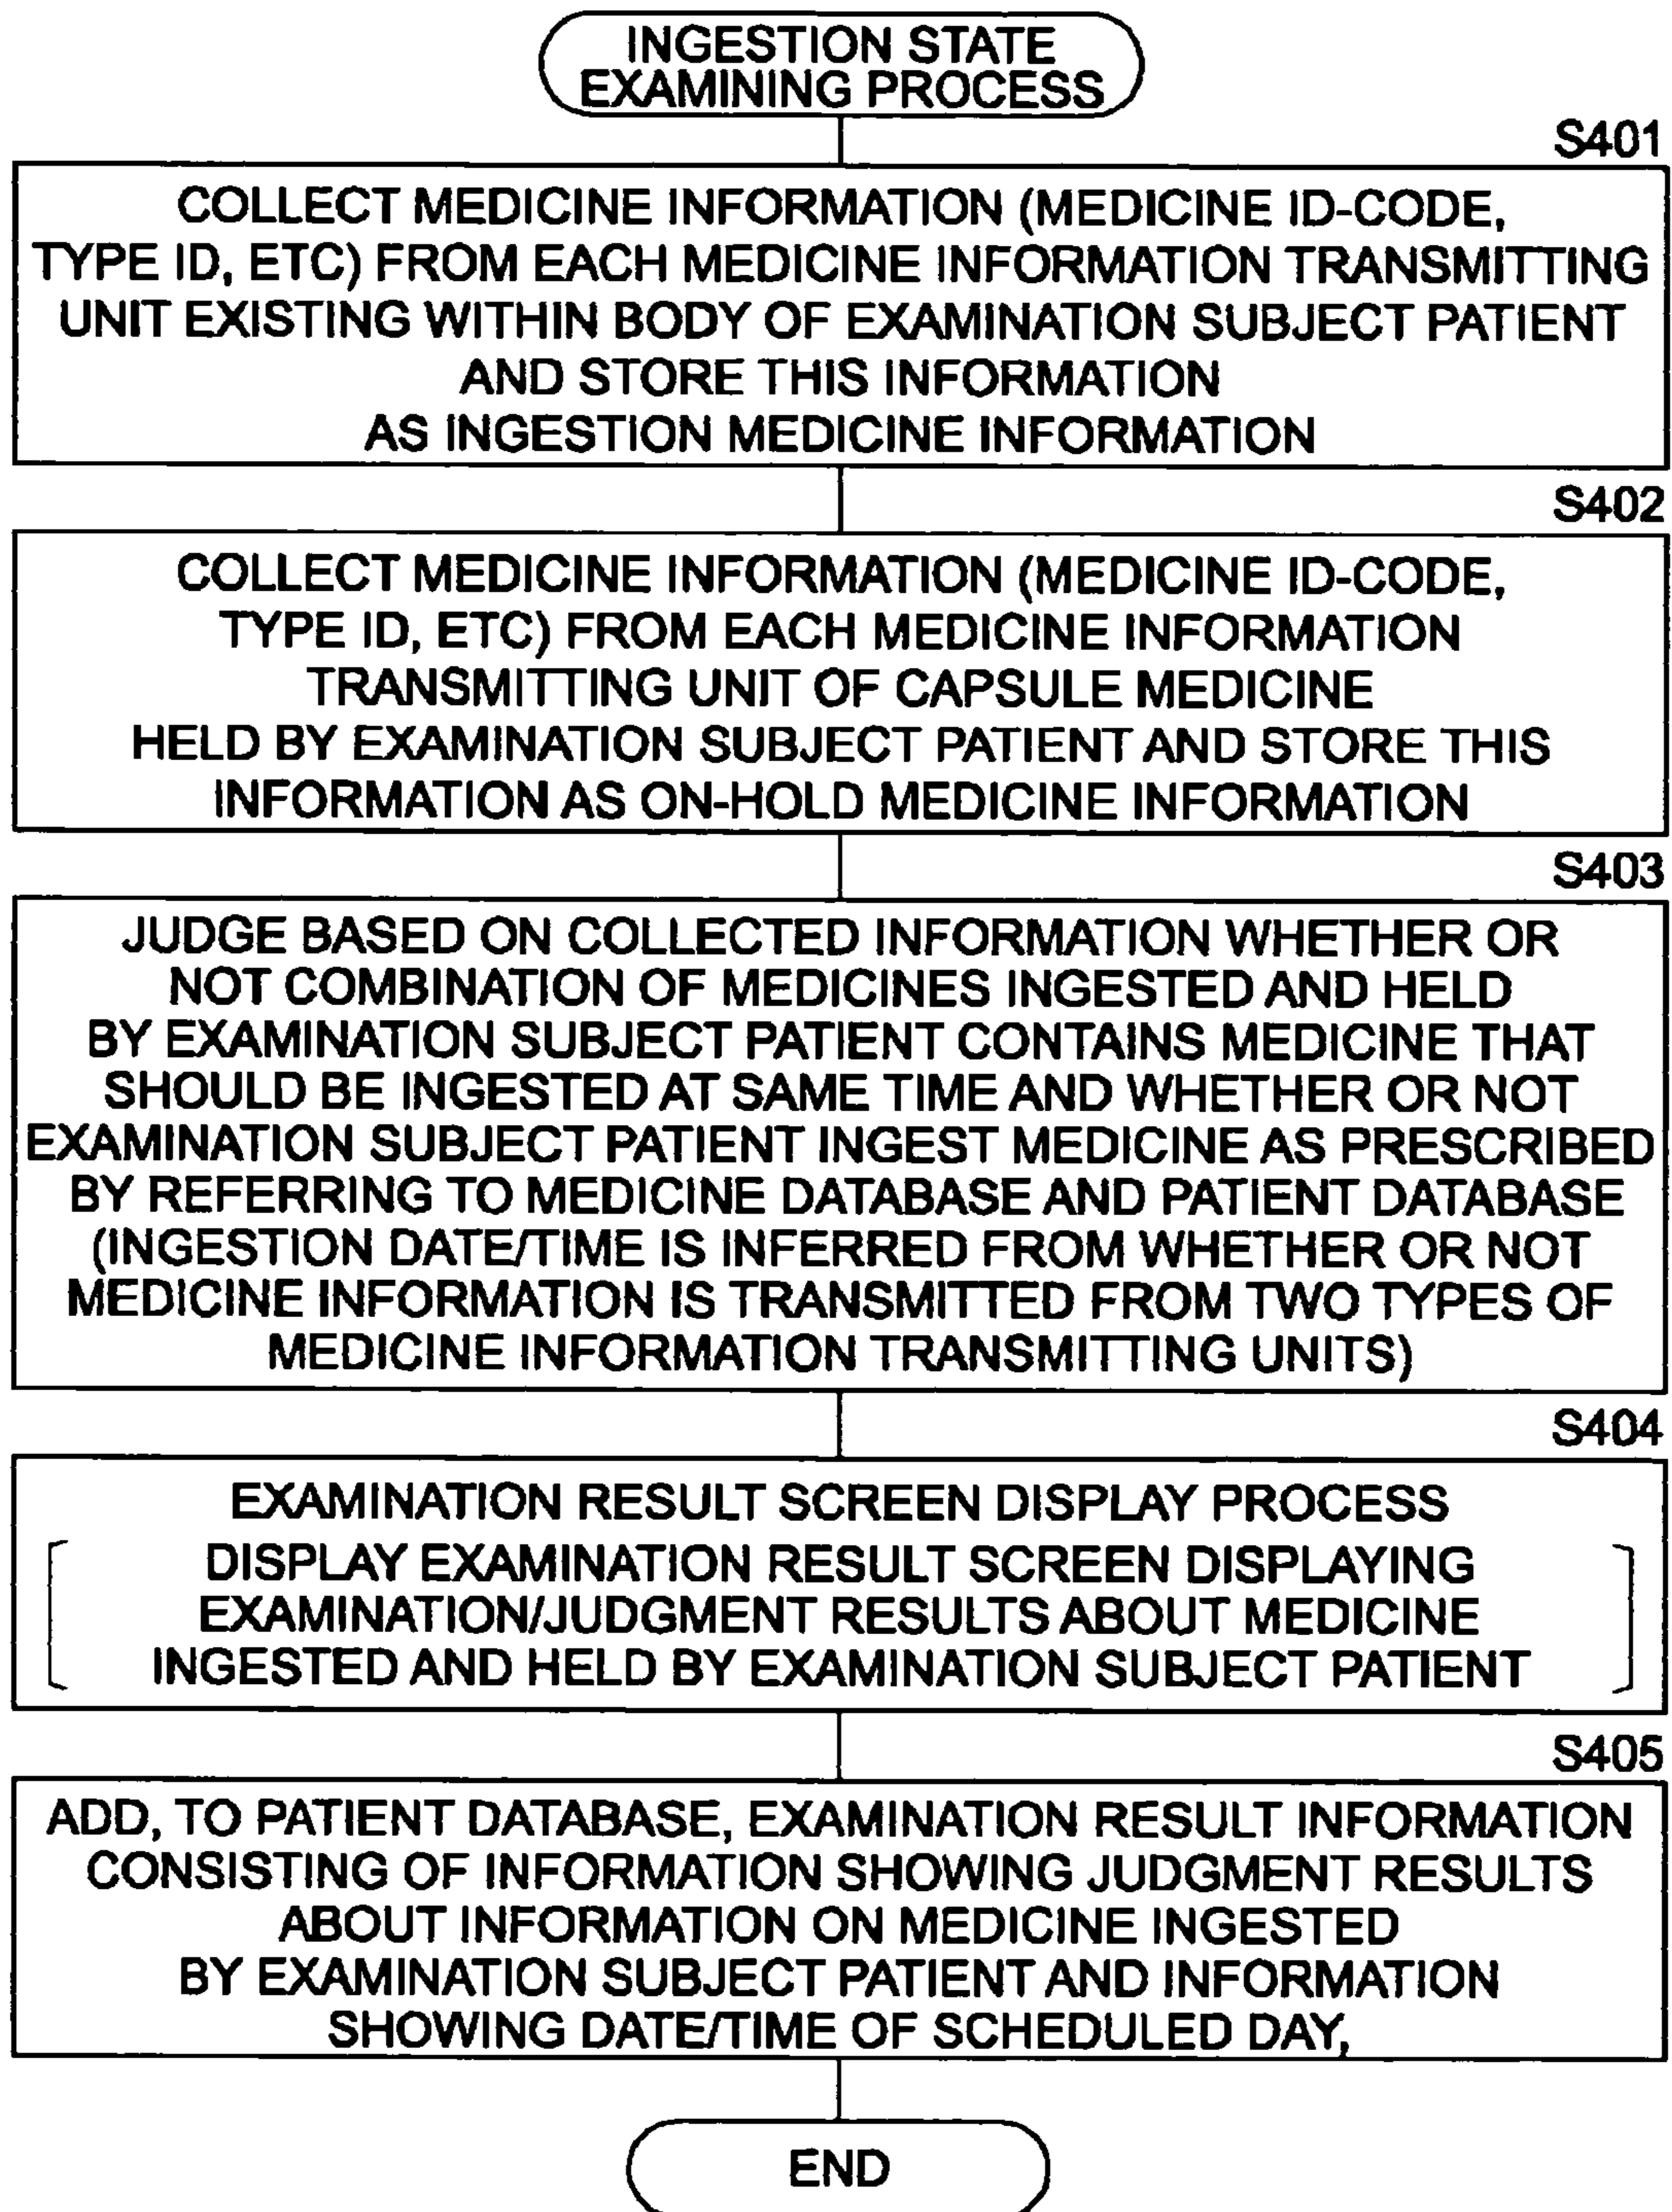 INGESTION STATE
EXAMINING PROCESS
S401
COLLECT MEDICINE INFORMATION (MEDICINE ID-CODE,
TYPE ID, ETC) FROM EACH MEDICINE INFORMATION TRANSMITTING
UNIT EXISTING WITHIN BODY OF EXAMINATION SUBJECT PATIENT
AND STORE THIS INFORMATION
AS INGESTION MEDICINE INFORMATION
S402
COLLECT MEDICINE INFORMATION (MEDICINE ID-CODE,
TYPE ID, ETC) FROM EACH MEDICINE INFORMATION
TRANSMITTING UNIT OF CAPSULE MEDICINE
HELD BY EXAMINATION SUBJECT PATIENT AND STORE THIS
INFORMATION AS ON-HOLD MEDICINE INFORMATION
S403
JUDGE BASED ON COLLECTED INFORMATION WHETHER OR
NOT COMBINATION OF MEDICINES INGESTED AND HELD
BY EXAMINATION SUBJECT PATIENT CONTAINS MEDICINE THAT
SHOULD BE INGESTED AT SAME TIME AND WHETHER OR NOT
EXAMINATION SUBJECT PATIENT INGEST MEDICINE AS PRESCRIBED
BY REFERRING TO MEDICINE DATABASE AND PATIENT DATABASE
(INGESTION DATE/TIME IS INFERRED FROM WHETHER OR NOT
MEDICINE INFORMATION IS TRANSMITTED FROM TWO TYPES OF
MEDICINE INFORMATION TRANSMITTING UNITS)
S404
EXAMINATION RESULT SCREEN DISPLAY PROCESS
DISPLAY EXAMINATION RESULT SCREEN DISPLAYING
EXAMINATION/JUDGMENT RESULTS ABOUT MEDICINE
INGESTED AND HELD BY EXAMINATION SUBJECT PATIENT
S405
ADD, TO PATIENT DATABASE, EXAMINATION RESULT INFORMATION
CONSISTING OF INFORMATION SHOWING JUDGMENT RESULTS
ABOUT INFORMATION ON MEDICINE INGESTED
BY EXAMINATION SUBJECT PATIENT AND INFORMATION
SHOWING DATE/TIME OF SCHEDULED DAY,
END